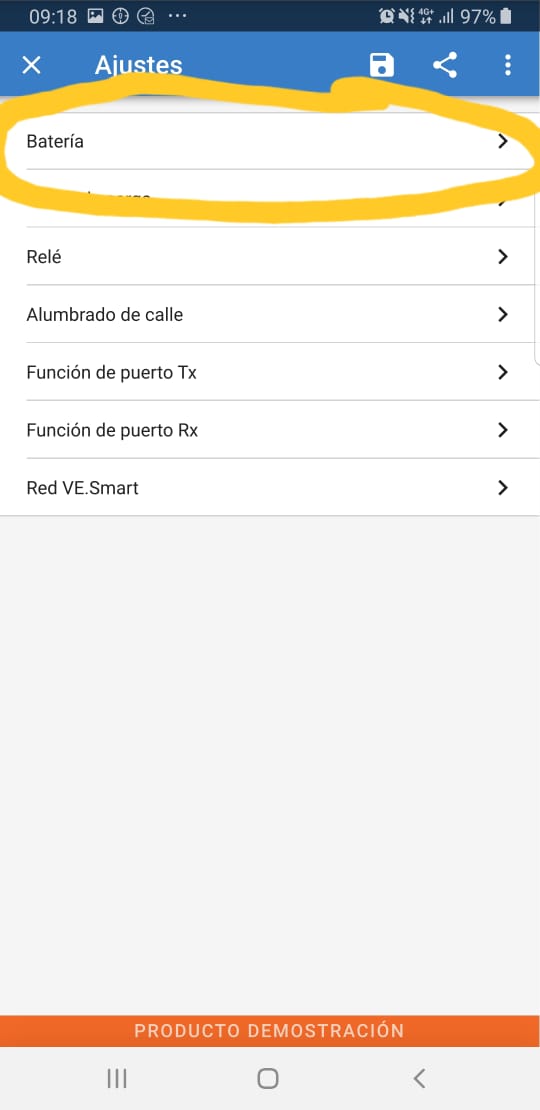 09:18
4G+
97%
Ajustes
Batería
Relé
Alumbrado de calle
Función de puerto Tx
Función de puerto Rx
Red VE.Smart
PRODUCTO DEMOSTRACIÓN